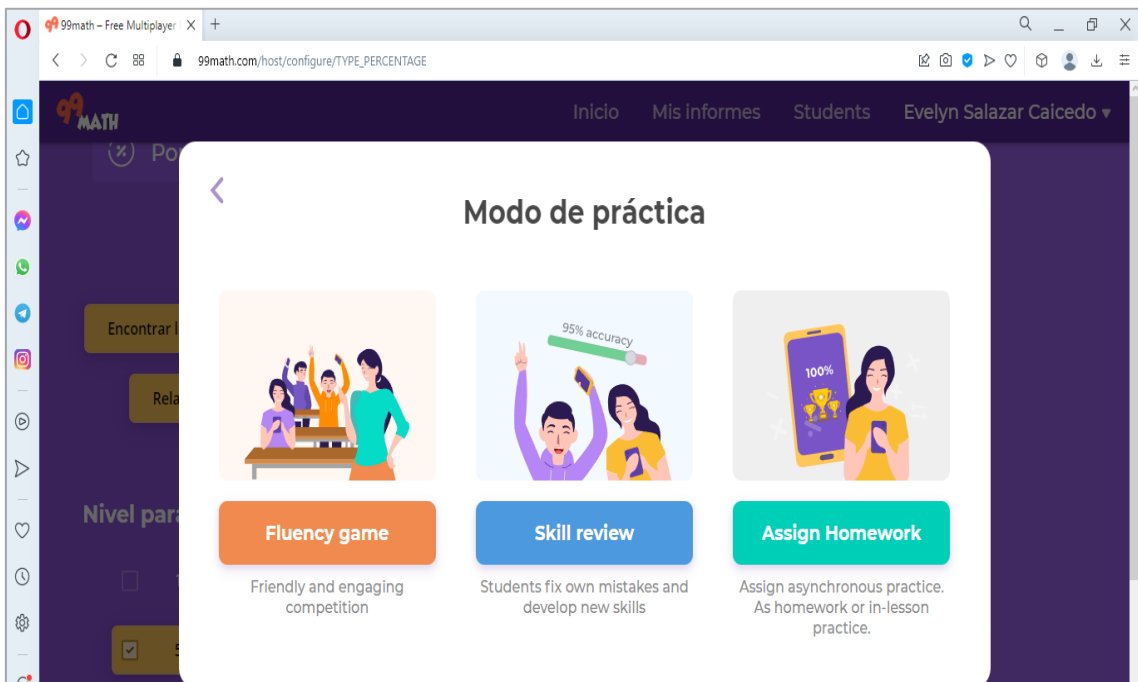 99math – Free Multiplayer
99math.com/host/configure/TYPE_PERCENTAGE
99 MATH
Inicio Mis informes Students Evelyn Salazar Caicedo
Modo de práctica
Encontrar
95% accuracy
100%
Nivel
Fluency game
Skill review
Assign Homework
Friendly and engaging
competition
Students fix own mistakes and
develop new skills
Assign asynchronous practice.
As homework or in-lesson
practice.